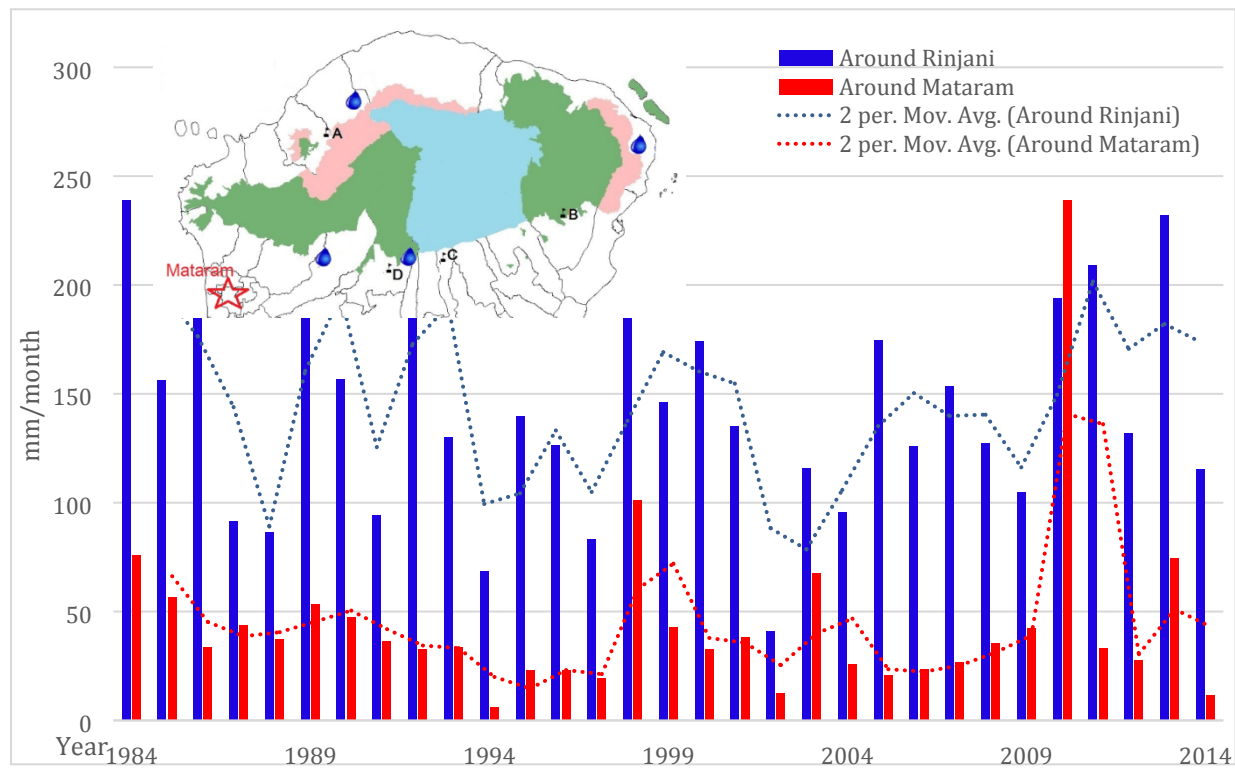 300
250
200
150
100
50
0
mm/month
Around Rinjani
Around Mataram
2 per. Mov. Avg. (Around Rinjani)
2 per. Mov. Avg. (Around Mataram)
A
B
C
D
Mataram
Year
1984 1989 1994 1999 2004 2009 2014